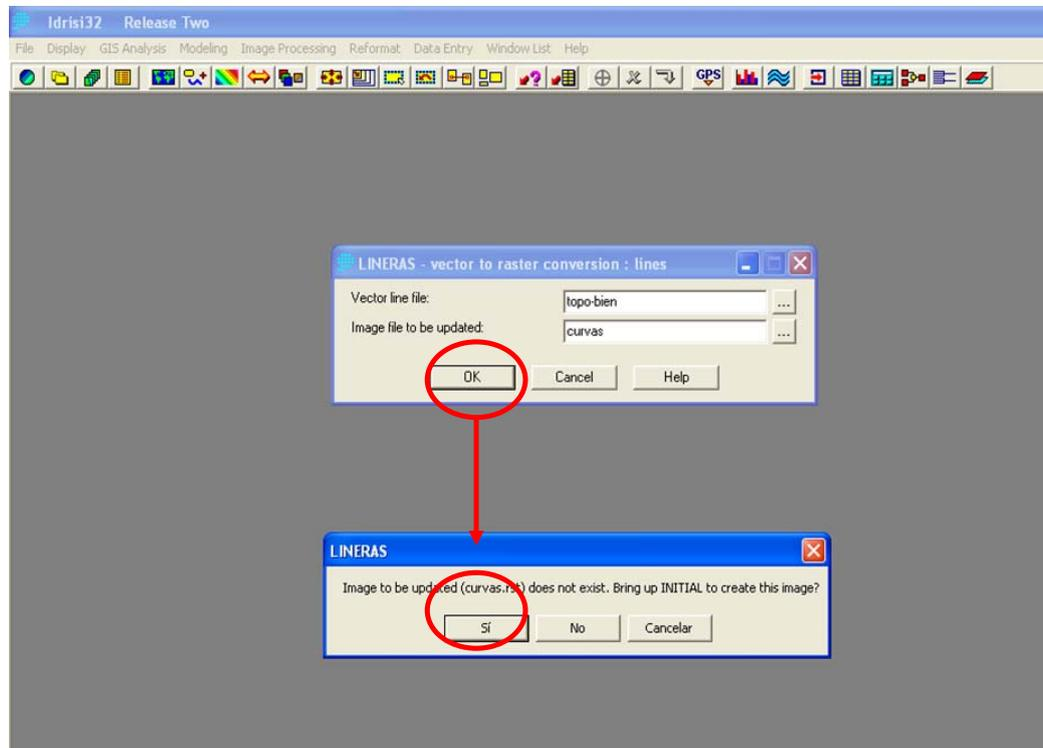 Idrisi32 Release Two
File Display GIS Analysis Modeling Image Processing Reformat Data Entry Window List Help
GPS
LINERAS - vector to raster conversion : lines
Vector line file: topo-bien ...
Image file to be updated: curvas ...
OK Cancel Help
LINERAS
Image to be updated (curvas.rst) does not exist. Bring up INITIAL to create this image?
Sí No Cancelar